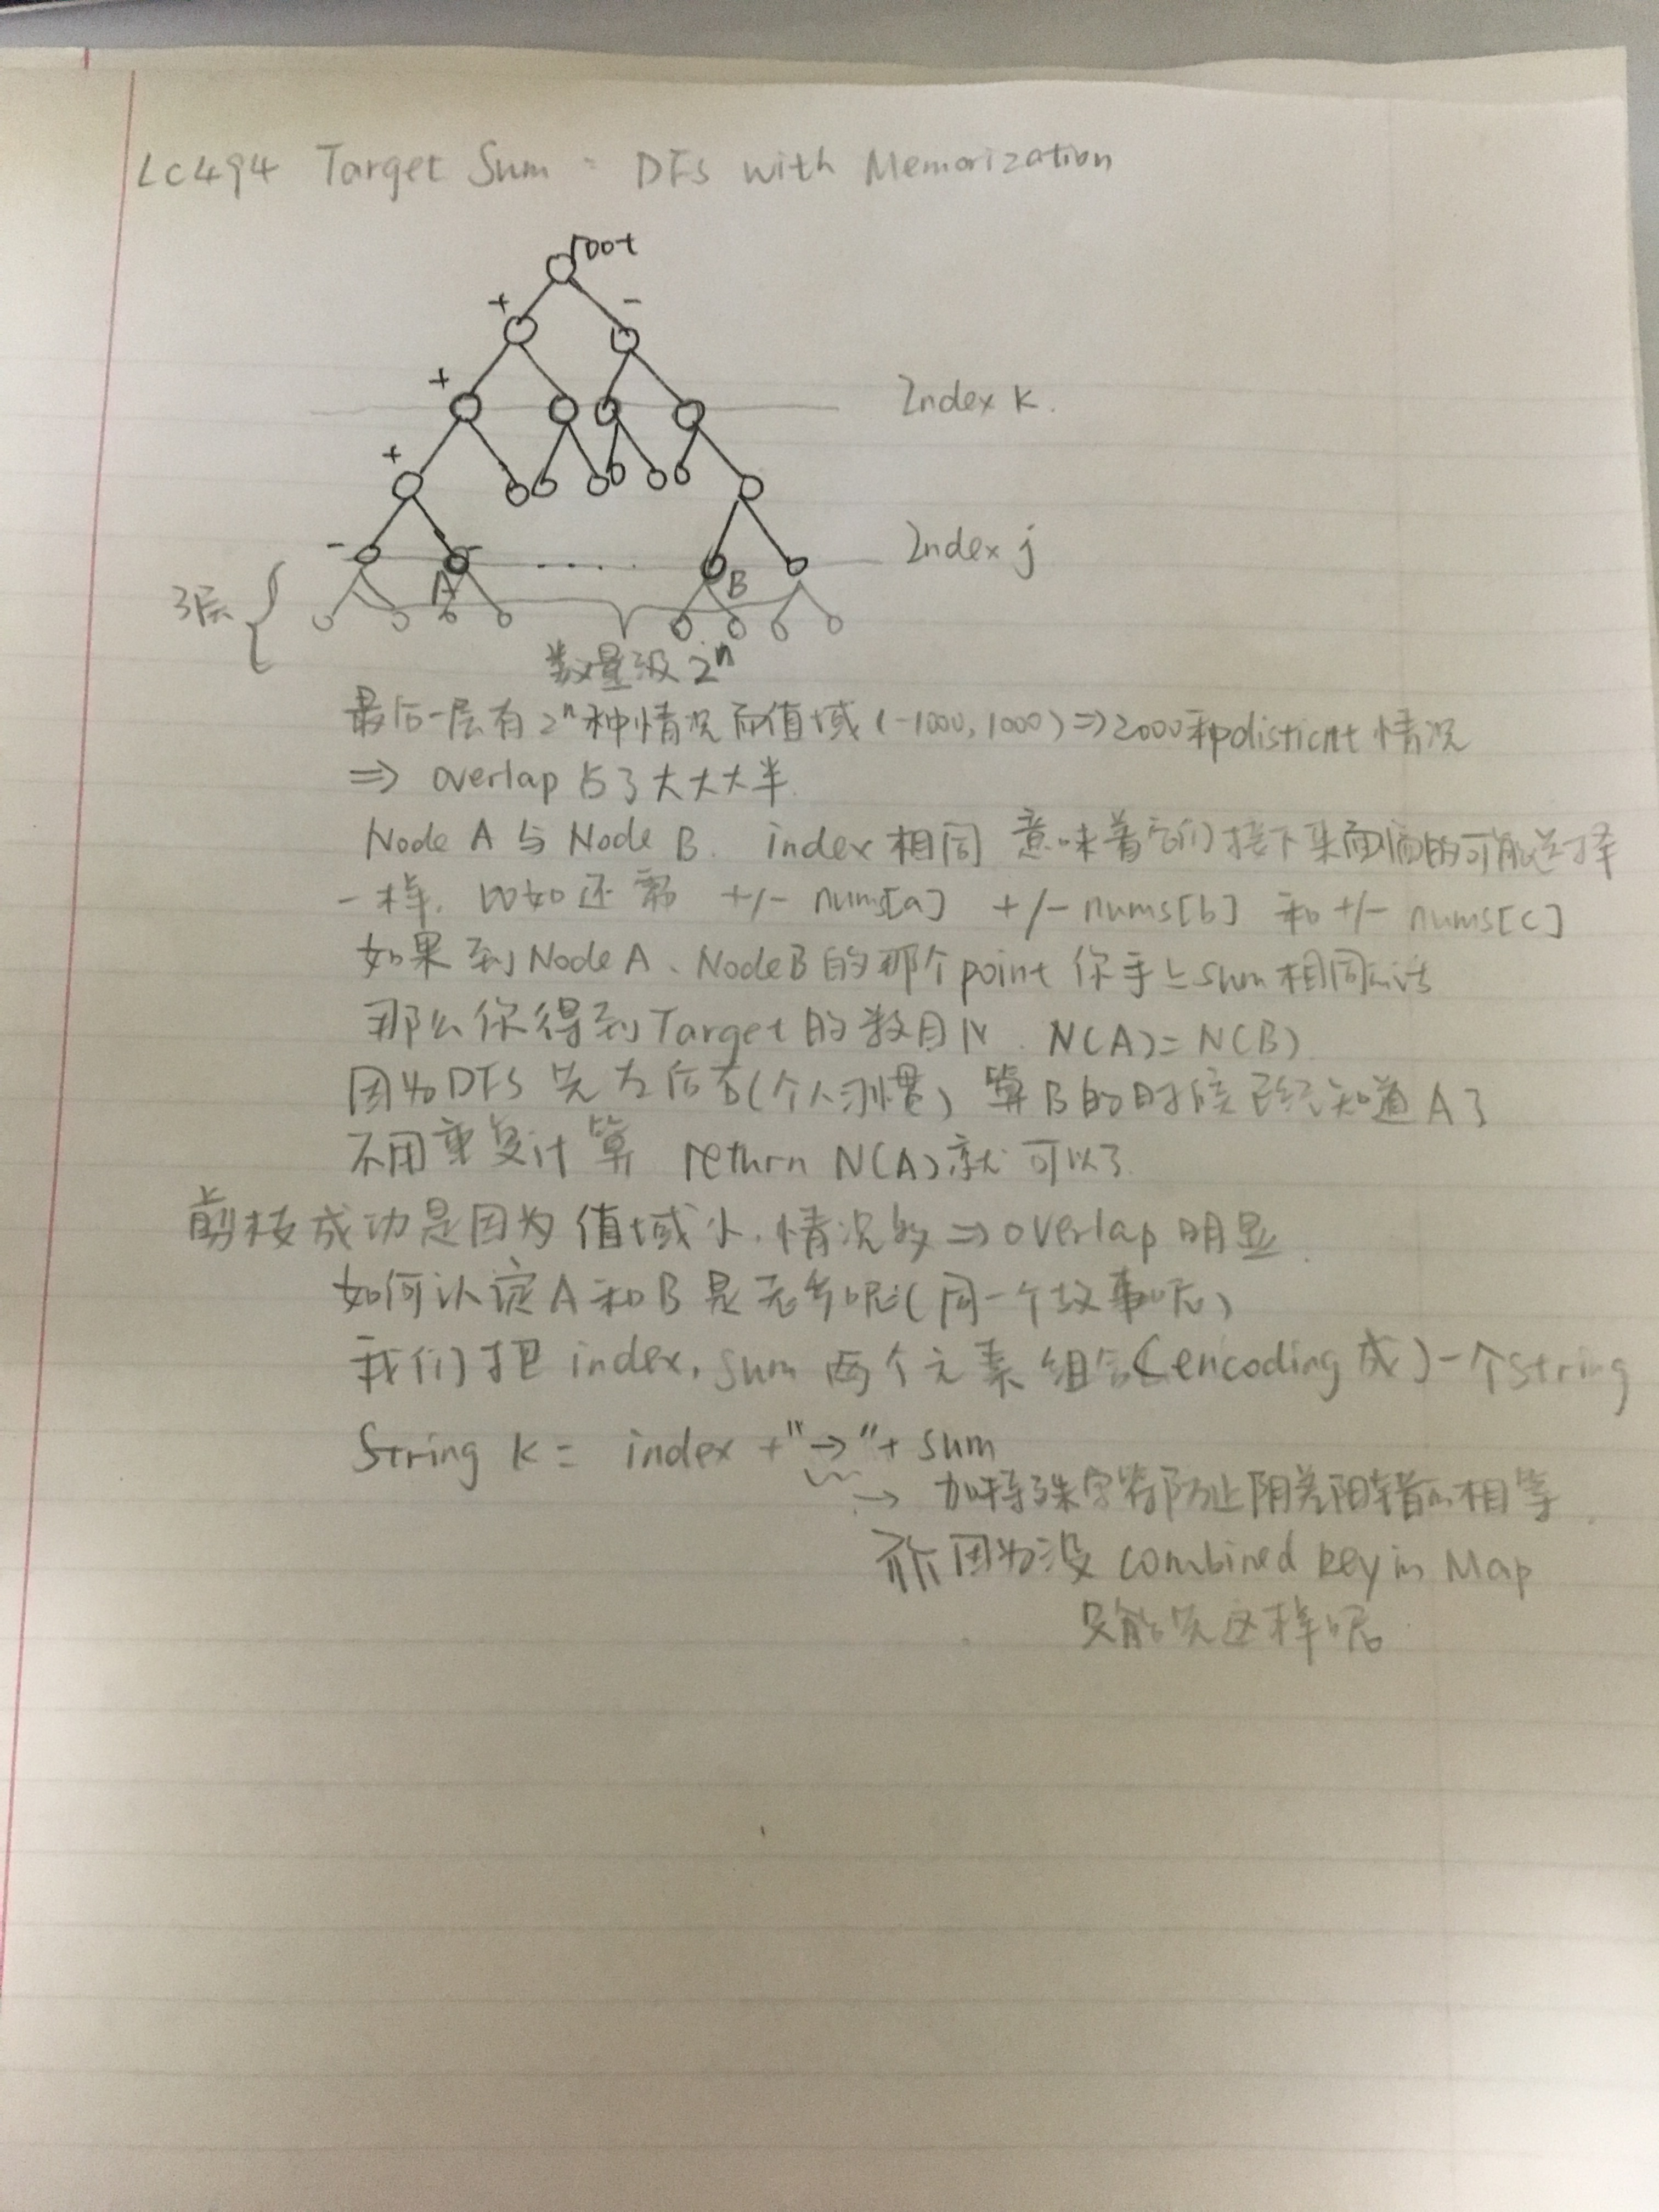 LC494 Target Sum - DFS with Memorization
root
+ -
+
Index k.
+
- -
Index j
A . . . . B
3层
数量级 2ⁿ
最后一层有 2ⁿ种情况 而值域 (-1000, 1000) ⇒ 2000种disticnt 情况
⇒ overlap 占了大大大半.
Node A 与 Node B. index 相同 意味着它们接下来面临的可能选择
一样. 比如还剩 +/- nums[a] +/- nums[b] 和 +/- nums[c]
如果到 Node A、Node B 的那个 point 你手上 sum 相同的话
那么你得到 Target 的数目 N . N(A) = N(B)
因为 DFS 先左后右(个人习惯) 算 B 的时候 已经知道 A 了
不用重复计算 return N(A) 就可以了.
剪枝成功是因为 值域小. 情况多 ⇒ overlap 明显.
如何认定 A 和 B 是 呢 (同一个故事呢)
我们把 index, sum 两个元素 组合(encoding 成) 一个 string
String k = index + "→" + sum
→ 加特殊字符防止阴差阳错的相等.
因为没 combined key in Map
只能先这样呢